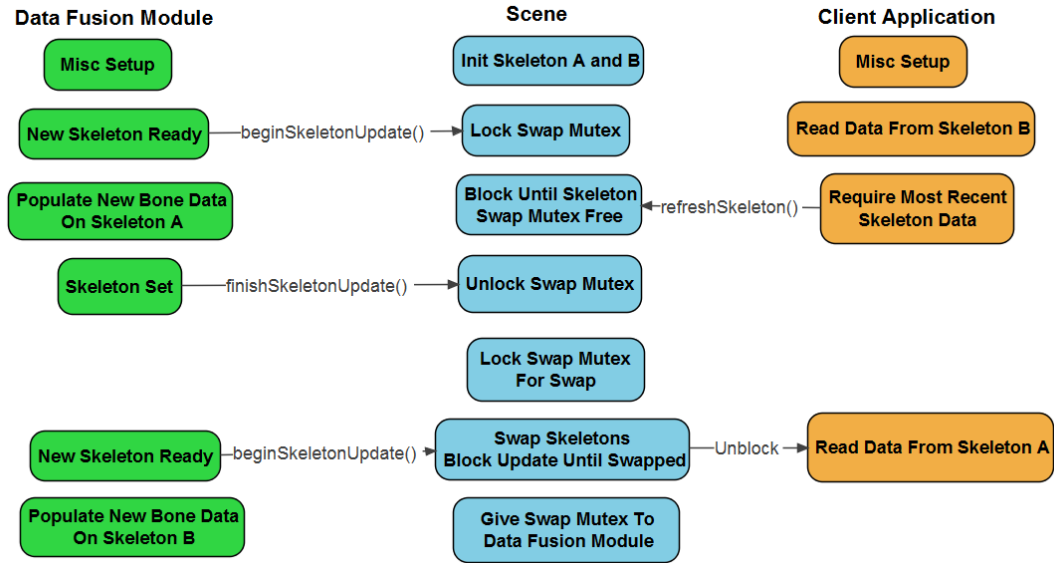 Data Fusion Module
Scene
Client Application
Misc Setup
Init Skeleton A and B
Misc Setup
New Skeleton Ready
beginSkeletonUpdate()
Lock Swap Mutex
Read Data From Skeleton B
Populate New Bone Data
On Skeleton A
Block Until Skeleton
Swap Mutex Free
refreshSkeleton()
Require Most Recent
Skeleton Data
Skeleton Set
finishSkeletonUpdate()
Unlock Swap Mutex
Lock Swap Mutex
For Swap
New Skeleton Ready
beginSkeletonUpdate()
Swap Skeletons
Block Update Until Swapped
Unblock
Read Data From Skeleton A
Populate New Bone Data
On Skeleton B
Give Swap Mutex To
Data Fusion Module